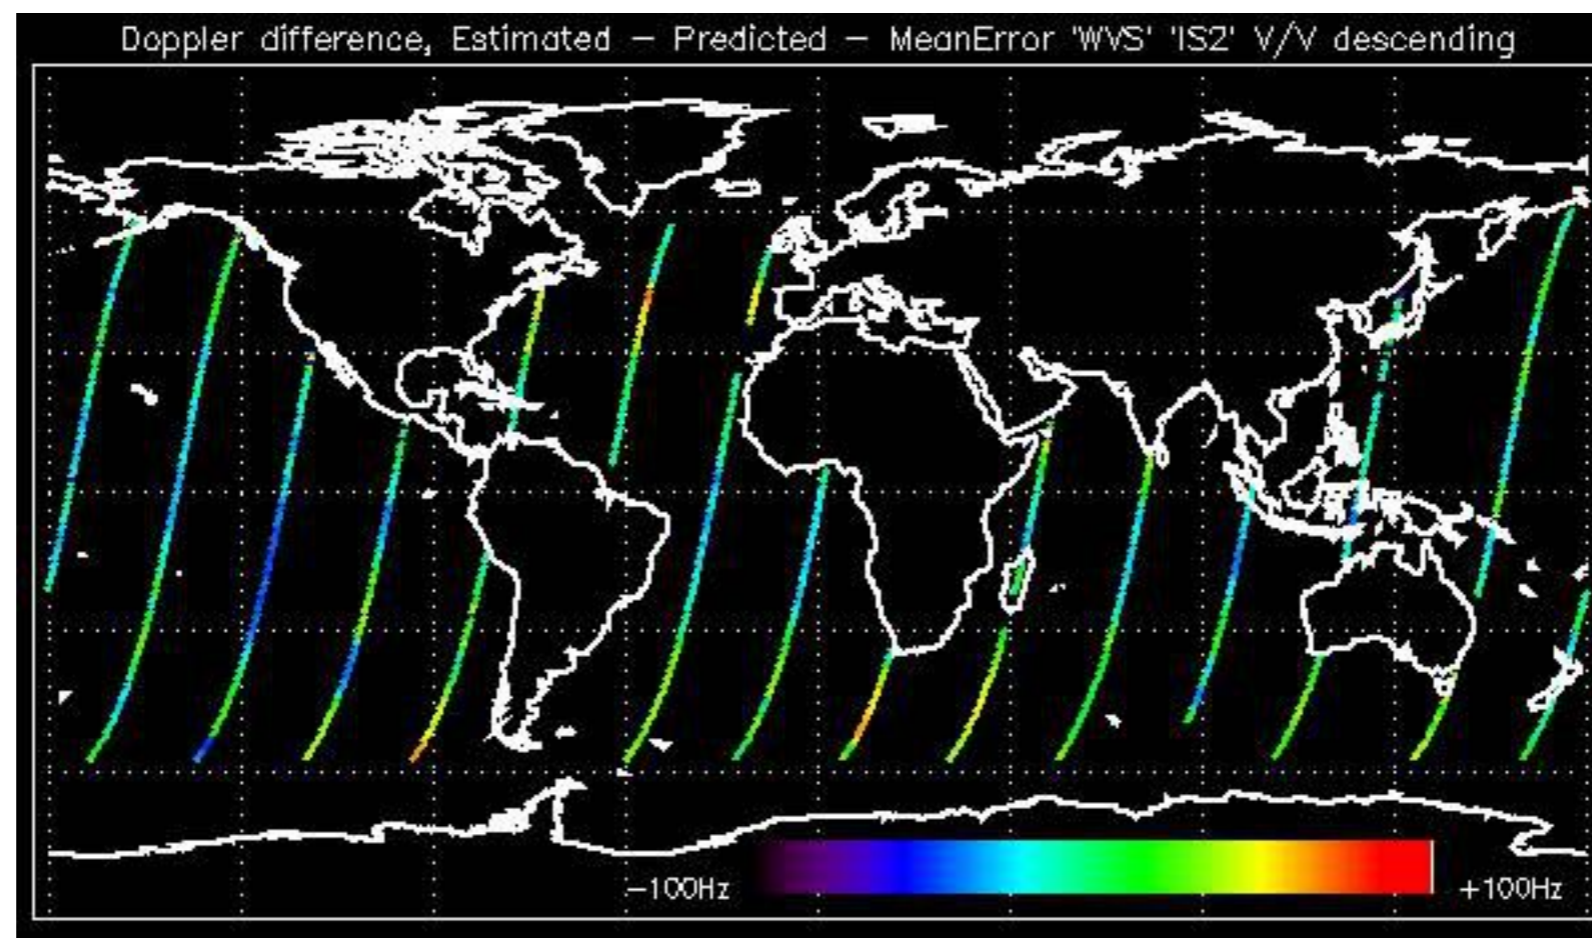 Doppler difference, Estimated – Predicted – MeanError 'WVS' 'IS2' V/V descending
–100Hz +100Hz